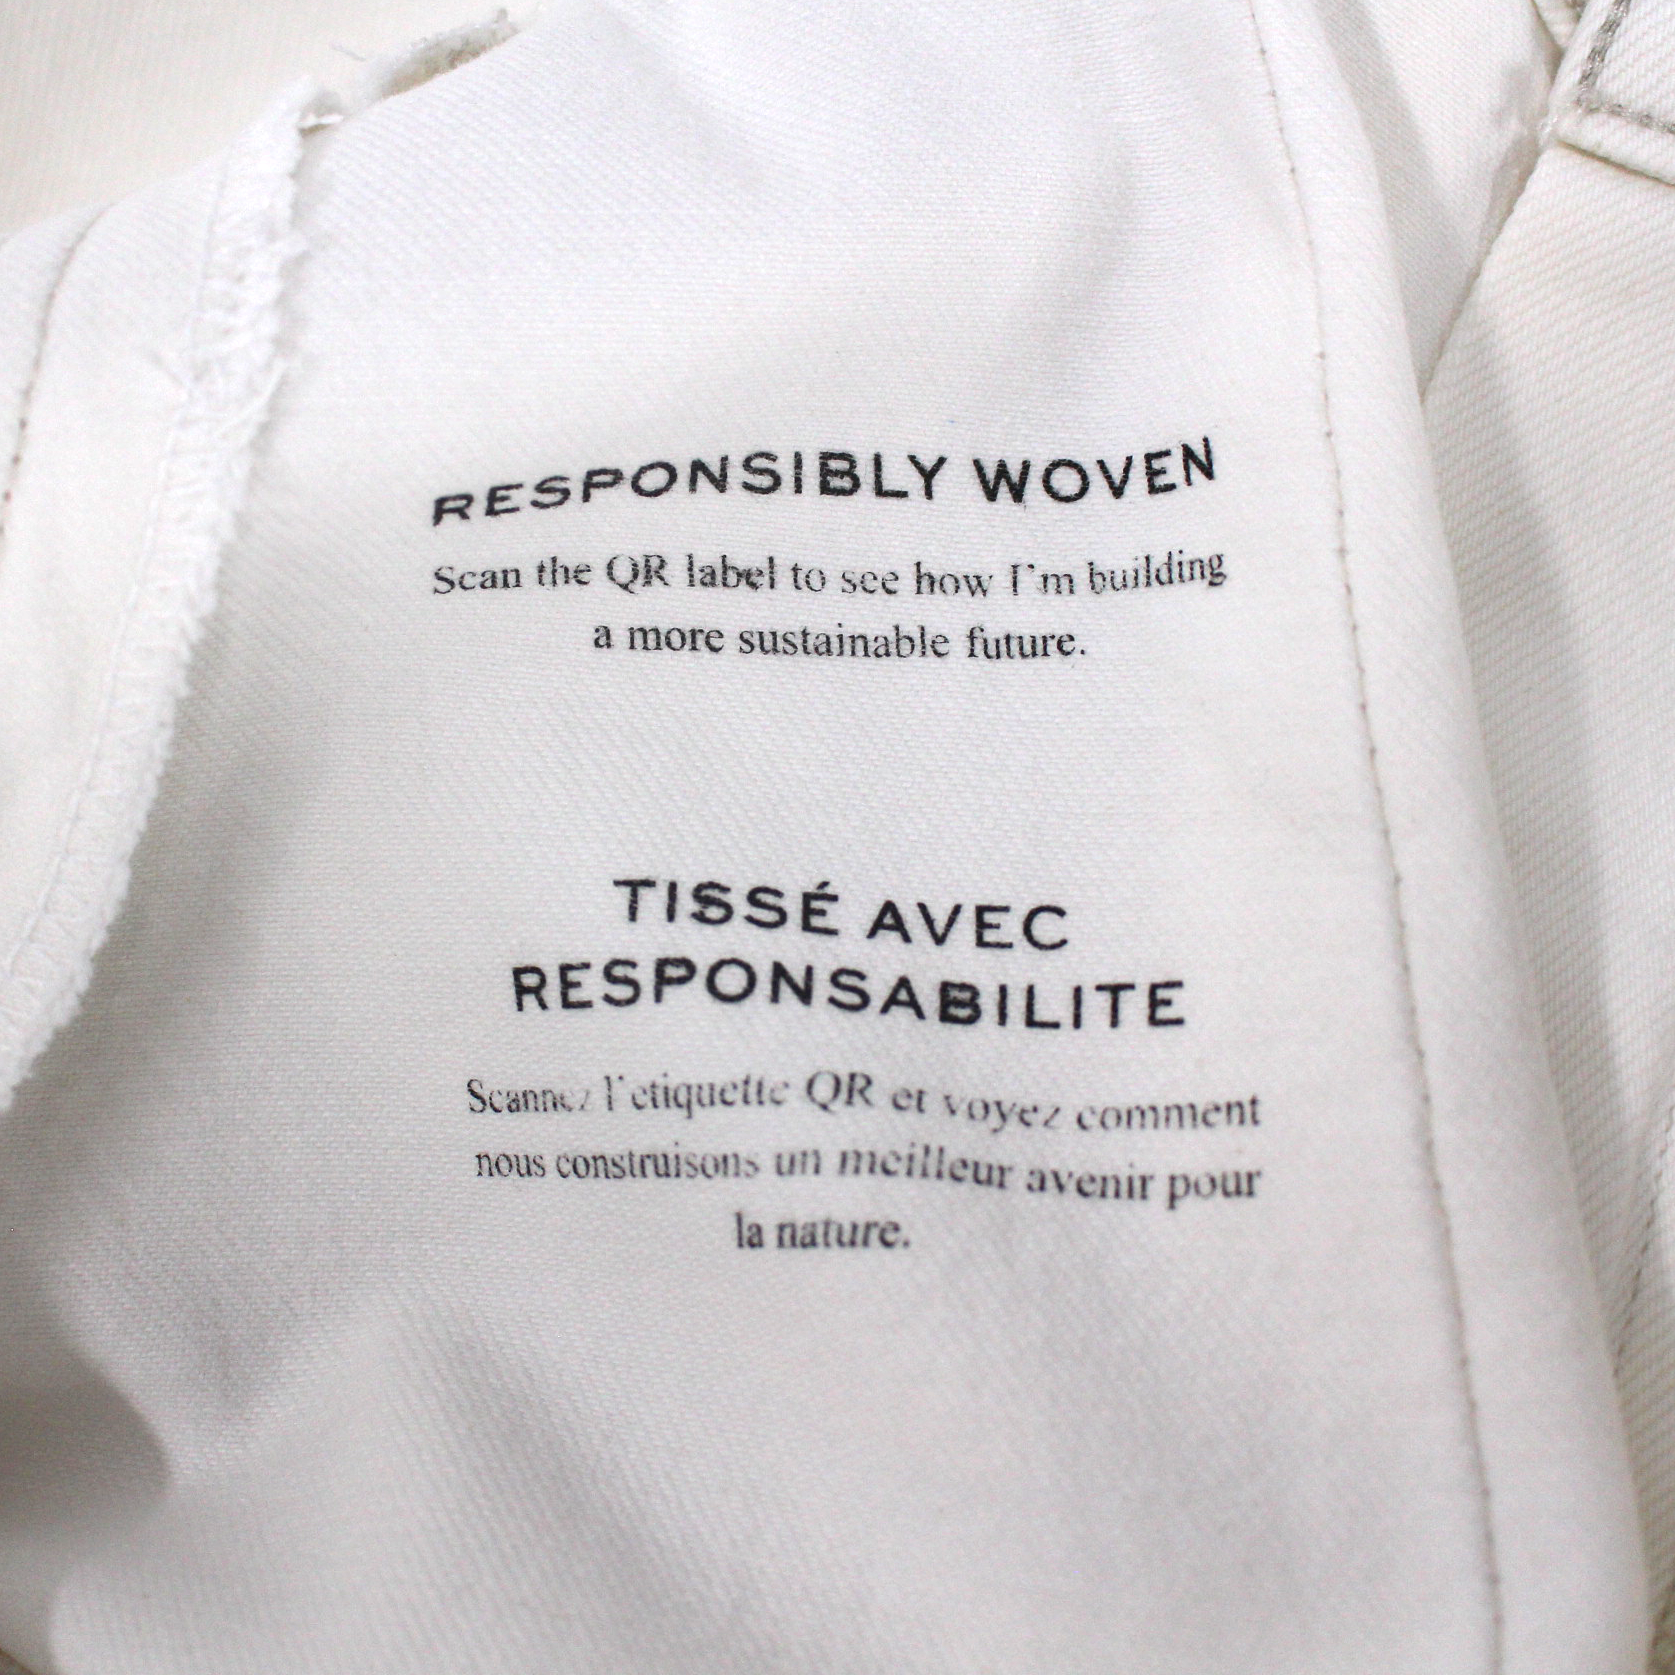 RESPONSIBLY WOVEN
Scan the QR label to see how I'm building
a more sustainable future.
TISSÉ AVEC
RESPONSABILITE
Scannez l'etiquette QR et voyez comment
nous construisons un meilleur avenir pour
la nature.